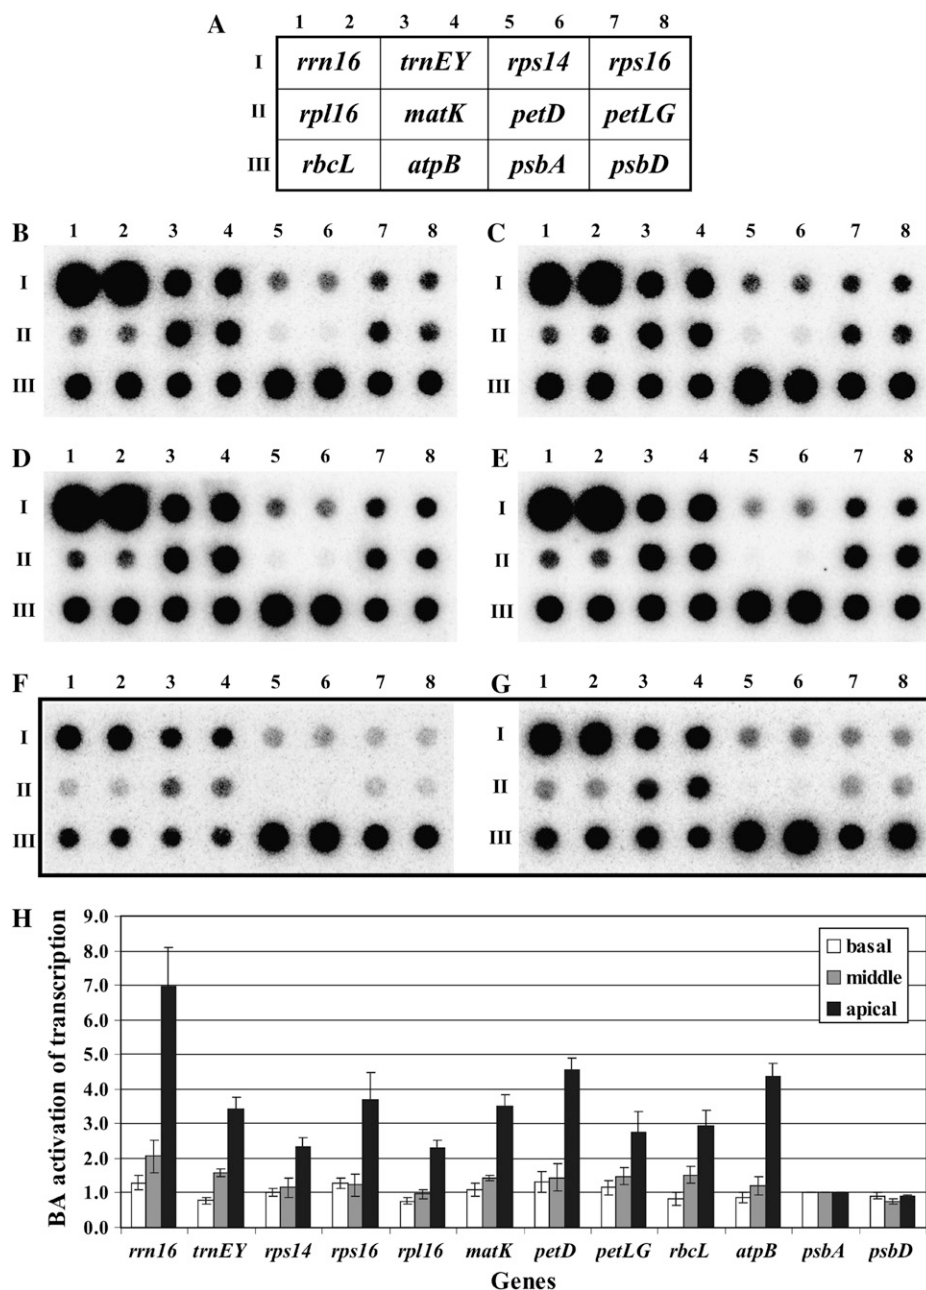 A
1 2 3 4 5 6 7 8
I rrn16 trnEY rps14 rps16
II rpl16 matK petD petLG
III rbcL atpB psbA psbD
B 1 2 3 4 5 6 7 8
I
II
III
C 1 2 3 4 5 6 7 8
I
II
III
D 1 2 3 4 5 6 7 8
I
II
III
E 1 2 3 4 5 6 7 8
I
II
III
F 1 2 3 4 5 6 7 8
I
II
III
G 1 2 3 4 5 6 7 8
I
II
III
H
BA activation of transcription
9.0
8.0
7.0
6.0
5.0
4.0
3.0
2.0
1.0
0.0
basal
middle
apical
rrn16 trnEY rps14 rps16 rpl16 matK petD petLG rbcL atpB psbA psbD
Genes